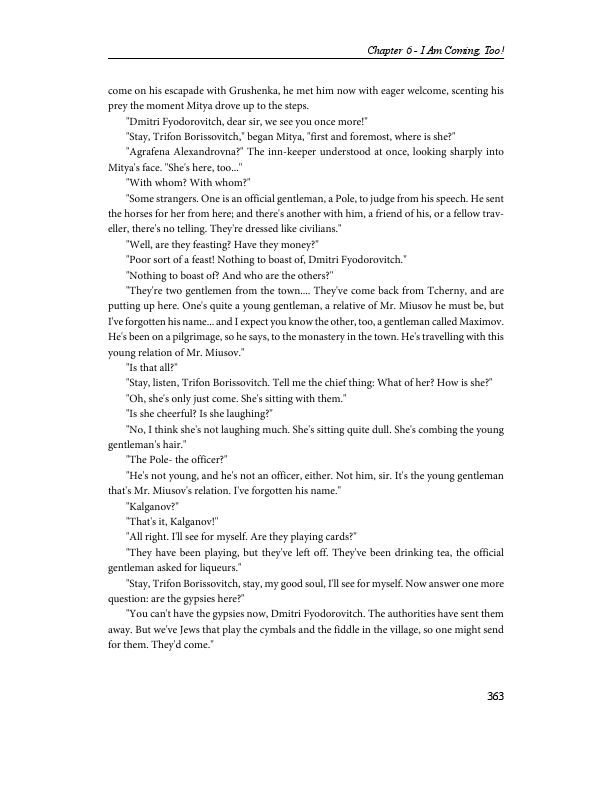 Chapter 6 - I Am Coming, Too!
come on his escapade with Grushenka, he met him now with eager welcome, scenting his
prey the moment Mitya drove up to the steps.
"Dmitri Fyodorovitch, dear sir, we see you once more!"
"Stay, Trifon Borissovitch," began Mitya, "first and foremost, where is she?"
"Agrafena Alexandrovna?" The inn-keeper understood at once, looking sharply into
Mitya's face. "She's here, too..."
"With whom? With whom?"
"Some strangers. One is an official gentleman, a Pole, to judge from his speech. He sent
the horses for her from here; and there's another with him, a friend of his, or a fellow trav-
eller, there's no telling. They're dressed like civilians."
"Well, are they feasting? Have they money?"
"Poor sort of a feast! Nothing to boast of, Dmitri Fyodorovitch."
"Nothing to boast of? And who are the others?"
"They're two gentlemen from the town.... They've come back from Tcherny, and are
putting up here. One's quite a young gentleman, a relative of Mr. Miusov he must be, but
I've forgotten his name... and I expect you know the other, too, a gentleman called Maximov.
He's been on a pilgrimage, so he says, to the monastery in the town. He's travelling with this
young relation of Mr. Miusov."
"Is that all?"
"Stay, listen, Trifon Borissovitch. Tell me the chief thing: What of her? How is she?"
"Oh, she's only just come. She's sitting with them."
"Is she cheerful? Is she laughing?"
"No, I think she's not laughing much. She's sitting quite dull. She's combing the young
gentleman's hair."
"The Pole- the officer?"
"He's not young, and he's not an officer, either. Not him, sir. It's the young gentleman
that's Mr. Miusov's relation. I've forgotten his name."
"Kalganov?"
"That's it, Kalganov!"
"All right. I'll see for myself. Are they playing cards?"
"They have been playing, but they've left off. They've been drinking tea, the official
gentleman asked for liqueurs."
"Stay, Trifon Borissovitch, stay, my good soul, I'll see for myself. Now answer one more
question: are the gypsies here?"
"You can't have the gypsies now, Dmitri Fyodorovitch. The authorities have sent them
away. But we've Jews that play the cymbals and the fiddle in the village, so one might send
for them. They'd come."
363